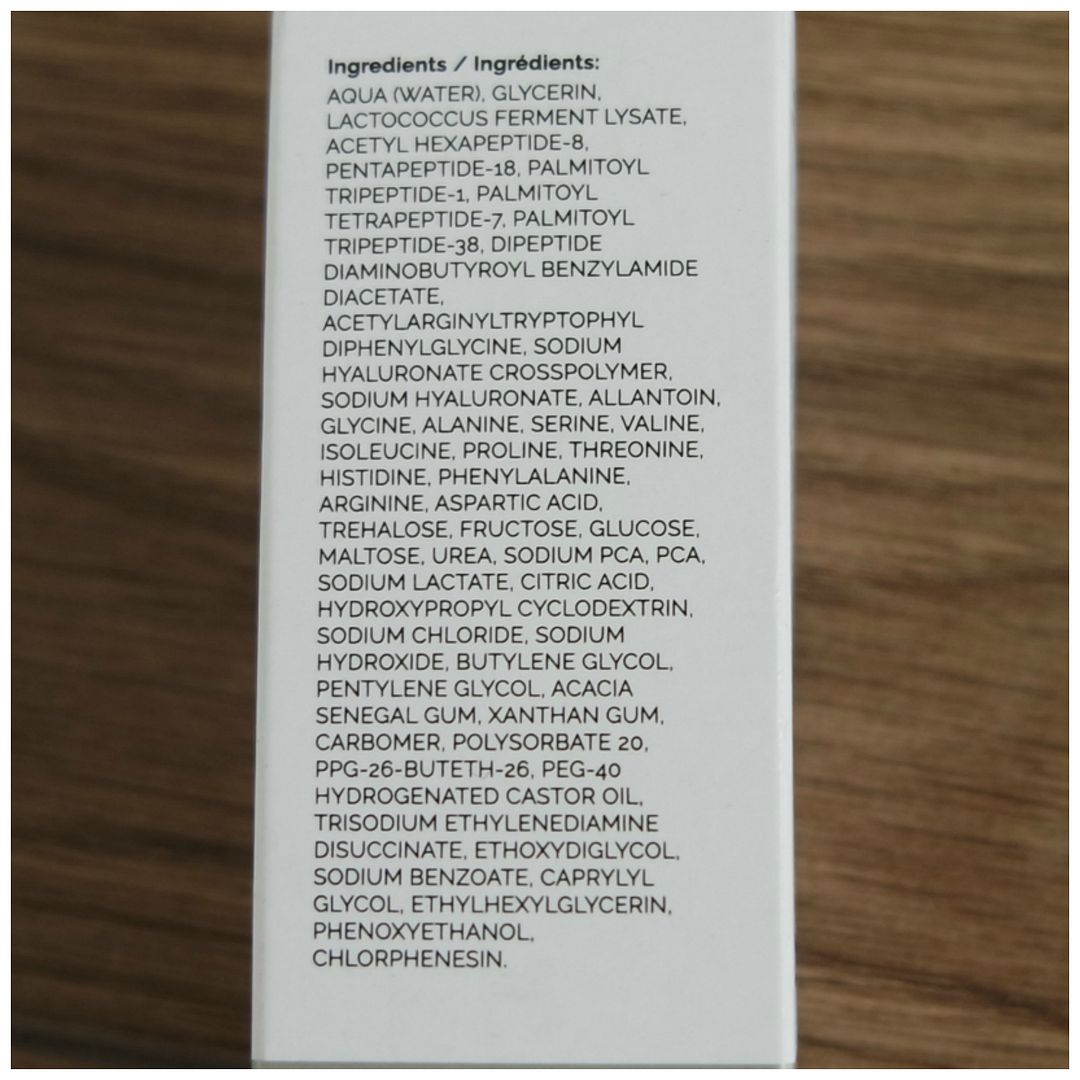 Ingredients / Ingrédients:
AQUA (WATER), GLYCERIN,
LACTOCOCCUS FERMENT LYSATE,
ACETYL HEXAPEPTIDE-8,
PENTAPEPTIDE-18, PALMITOYL
TRIPEPTIDE-1, PALMITOYL
TETRAPEPTIDE-7, PALMITOYL
TRIPEPTIDE-38, DIPEPTIDE
DIAMINOBUTYROYL BENZYLAMIDE
DIACETATE,
ACETYLARGINYLTRYPTOPHYL
DIPHENYLGLYCINE, SODIUM
HYALURONATE CROSSPOLYMER,
SODIUM HYALURONATE, ALLANTOIN,
GLYCINE, ALANINE, SERINE, VALINE,
ISOLEUCINE, PROLINE, THREONINE,
HISTIDINE, PHENYLALANINE,
ARGININE, ASPARTIC ACID,
TREHALOSE, FRUCTOSE, GLUCOSE,
MALTOSE, UREA, SODIUM PCA, PCA,
SODIUM LACTATE, CITRIC ACID,
HYDROXYPROPYL CYCLODEXTRIN,
SODIUM CHLORIDE, SODIUM
HYDROXIDE, BUTYLENE GLYCOL,
PENTYLENE GLYCOL, ACACIA
SENEGAL GUM, XANTHAN GUM,
CARBOMER, POLYSORBATE 20,
PPG-26-BUTETH-26, PEG-40
HYDROGENATED CASTOR OIL,
TRISODIUM ETHYLENEDIAMINE
DISUCCINATE, ETHOXYDIGLYCOL,
SODIUM BENZOATE, CAPRYLYL
GLYCOL, ETHYLHEXYLGLYCERIN,
PHENOXYETHANOL,
CHLORPHENESIN.